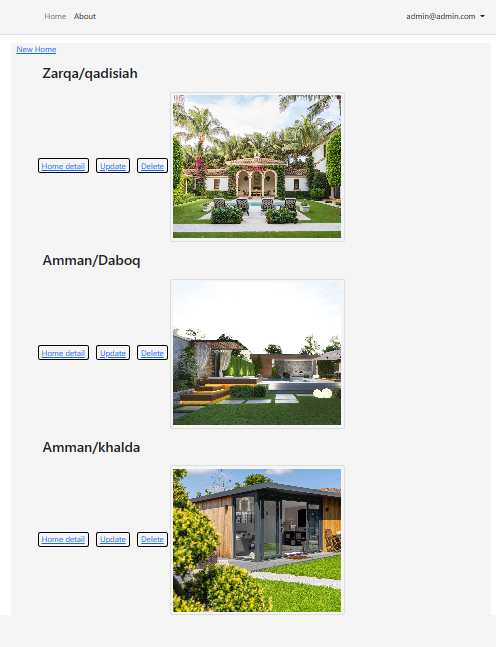 Home About admin@admin.com
New Home
Zarqa/qadisiah
Home detail Update Delete
Amman/Daboq
Home detail Update Delete
Amman/khalda
Home detail Update Delete